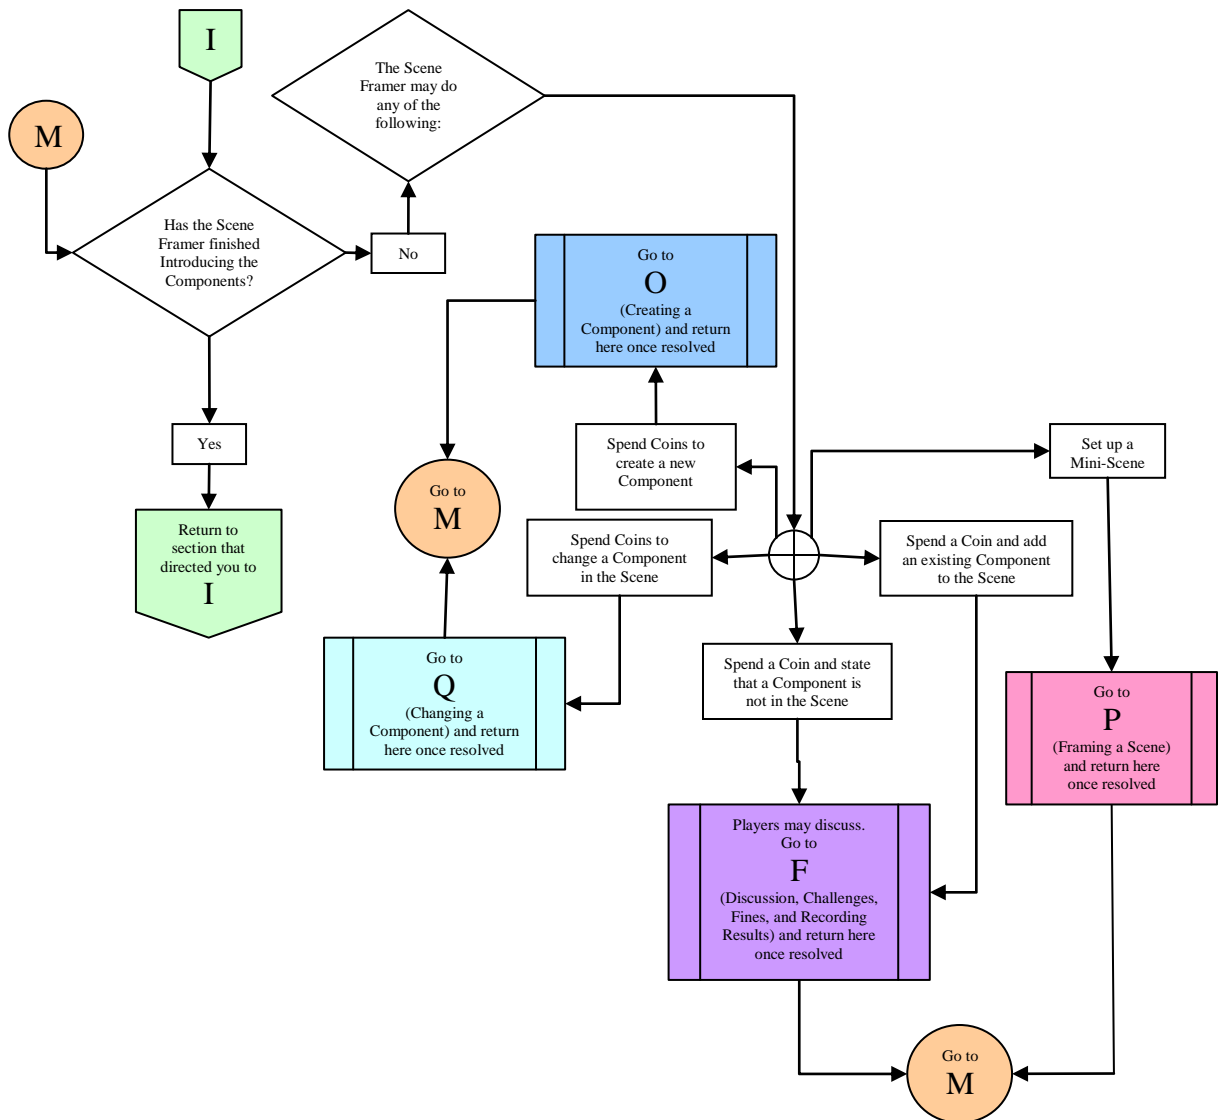 I
The Scene
Framer may do
any of the
following:
M
Has the Scene
Framer finished
Introducing the
Components?
No
Go to
O
(Creating a
Component) and return
here once resolved
Yes
Spend Coins to
create a new
Component
Set up a
Mini-Scene
Go to
M
Return to
section that
directed you to
I
Spend Coins to
change a Component
in the Scene
Spend a Coin and add
an existing Component
to the Scene
Go to
Q
(Changing a
Component) and return
here once resolved
Spend a Coin and state
that a Component is
not in the Scene
Go to
P
(Framing a Scene)
and return here
once resolved
Players may discuss.
Go to
F
(Discussion, Challenges,
Fines, and Recording
Results) and return here
once resolved
Go to
M